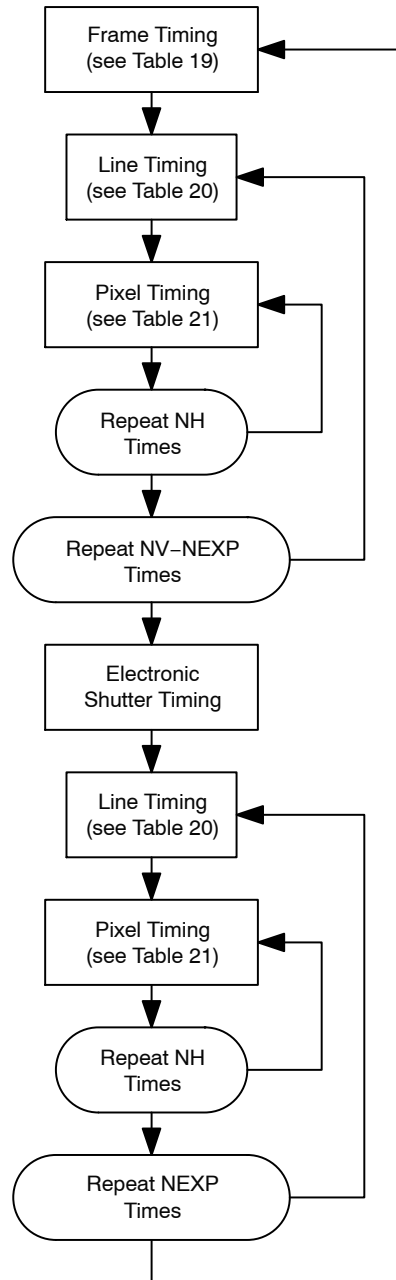 Frame Timing
(see Table 19)
Line Timing
(see Table 20)
Pixel Timing
(see Table 21)
Repeat NH
Times
Repeat NV−NEXP
Times
Electronic
Shutter Timing
Line Timing
(see Table 20)
Pixel Timing
(see Table 21)
Repeat NH
Times
Repeat NEXP
Times